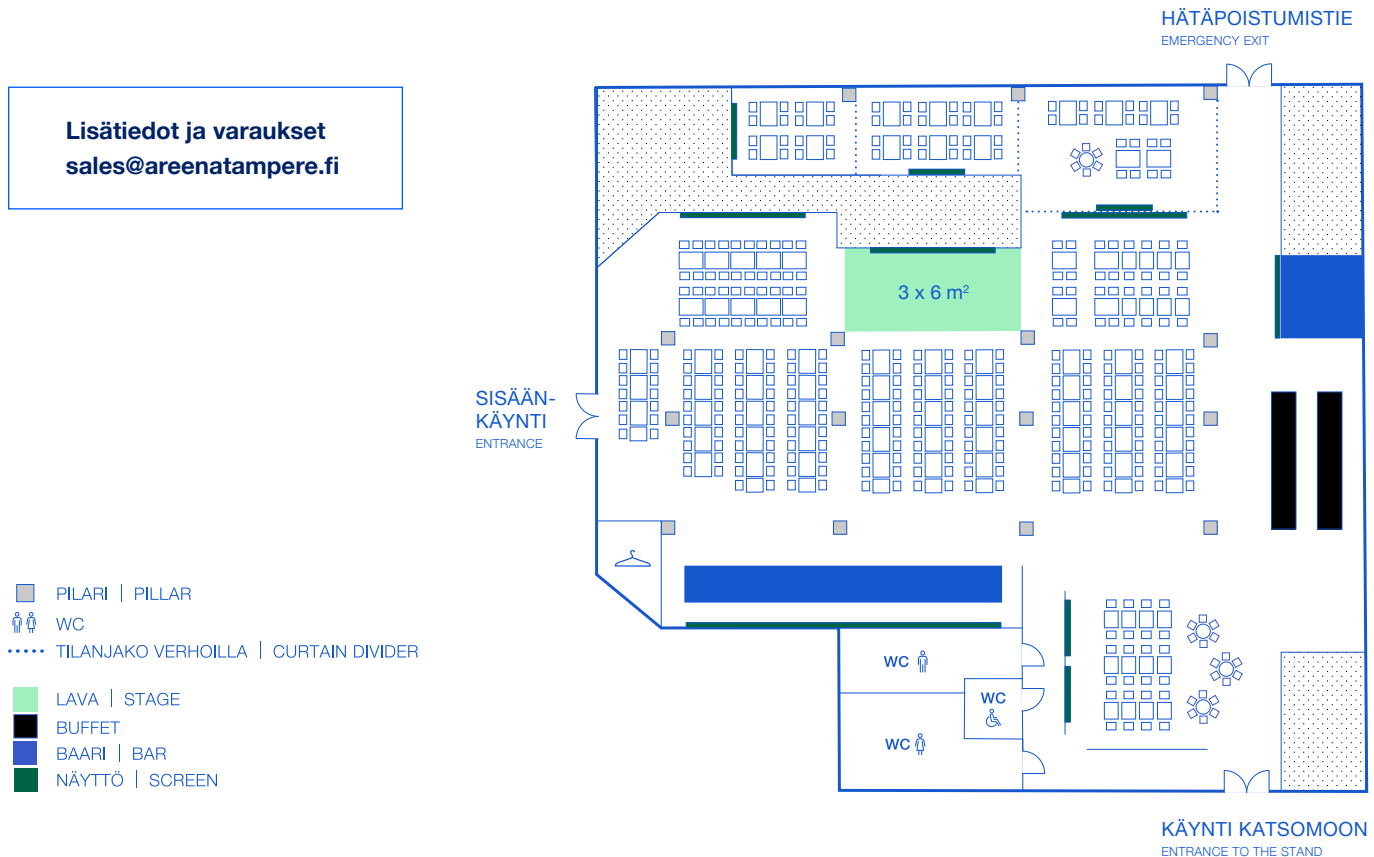 HÄTÄPOISTUMISTIE
EMERGENCY EXIT
Lisätiedot ja varaukset
sales@areenatampere.fi
3 x 6 m²
SISÄÄN-
KÄYNTI
ENTRANCE
PILARI | PILLAR
WC
TILANJAKO VERHOILLA | CURTAIN DIVIDER
LAVA | STAGE
BUFFET
BAARI | BAR
NÄYTTÖ | SCREEN
WC
WC
WC
KÄYNTI KATSOMOON
ENTRANCE TO THE STAND